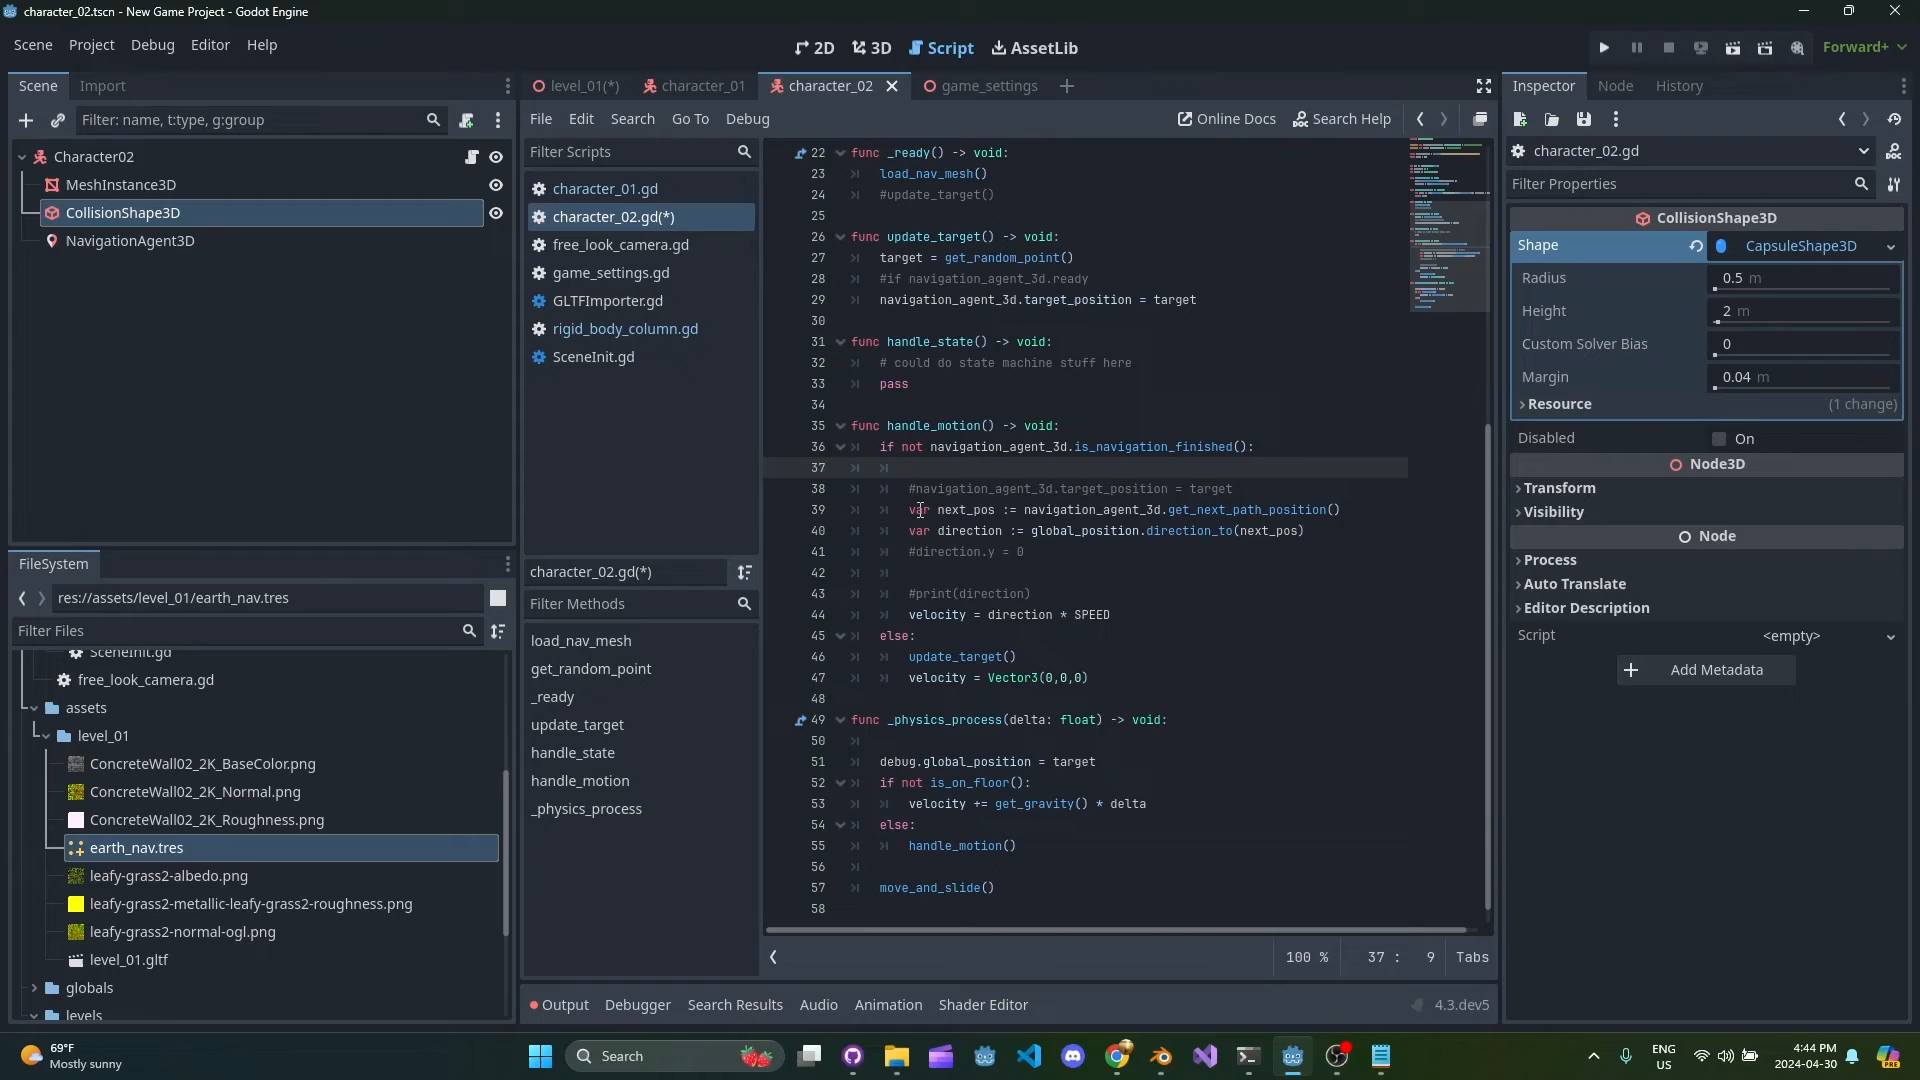 character_02.tscn - New Game Project - Godot Engine
Scene Project Debug Editor Help
2D 3D Script AssetLib
Forward+
Scene Import
Filter: name, t:type, g:group
Character02
MeshInstance3D
CollisionShape3D
NavigationAgent3D
FileSystem
res://assets/level_01/earth_nav.tres
Filter Files
SceneInit.gd
free_look_camera.gd
assets
level_01
ConcreteWall02_2K_BaseColor.png
ConcreteWall02_2K_Normal.png
ConcreteWall02_2K_Roughness.png
earth_nav.tres
leafy-grass2-albedo.png
leafy-grass2-metallic-leafy-grass2-roughness.png
leafy-grass2-normal-ogl.png
level_01.gltf
globals
levels
level_01(*) character_01 character_02 game_settings
File Edit Search Go To Debug Online Docs Search Help
Filter Scripts
character_01.gd
character_02.gd(*)
free_look_camera.gd
game_settings.gd
GLTFImporter.gd
rigid_body_column.gd
SceneInit.gd
character_02.gd(*)
Filter Methods
load_nav_mesh
get_random_point
_ready
update_target
handle_state
handle_motion
_physics_process
22 func _ready() -> void:
23 load_nav_mesh()
24 #update_target()
25
26 func update_target() -> void:
27 target = get_random_point()
28 #if navigation_agent_3d.ready
29 navigation_agent_3d.target_position = target
30
31 func handle_state() -> void:
32 # could do state machine stuff here
33 pass
34
35 func handle_motion() -> void:
36 if not navigation_agent_3d.is_navigation_finished():
37
38 #navigation_agent_3d.target_position = target
39 var next_pos := navigation_agent_3d.get_next_path_position()
40 var direction := global_position.direction_to(next_pos)
41 #direction.y = 0
42
43 #print(direction)
44 velocity = direction * SPEED
45 else:
46 update_target()
47 velocity = Vector3(0,0,0)
48
49 func _physics_process(delta: float) -> void:
50
51 debug.global_position = target
52 if not is_on_floor():
53 velocity += get_gravity() * delta
54 else:
55 handle_motion()
56
57 move_and_slide()
58
100 % 37 : 9 Tabs
Output Debugger Search Results Audio Animation Shader Editor 4.3.dev5
Inspector Node History
character_02.gd
Filter Properties
CollisionShape3D
Shape CapsuleShape3D
Radius 0.5 m
Height 2 m
Custom Solver Bias 0
Margin 0.04 m
Resource (1 change)
Disabled On
Node3D
Transform
Visibility
Node
Process
Auto Translate
Editor Description
Script <empty>
Add Metadata
69°F
Mostly sunny
Search
ENG
US
4:44 PM
2024-04-30
PRE